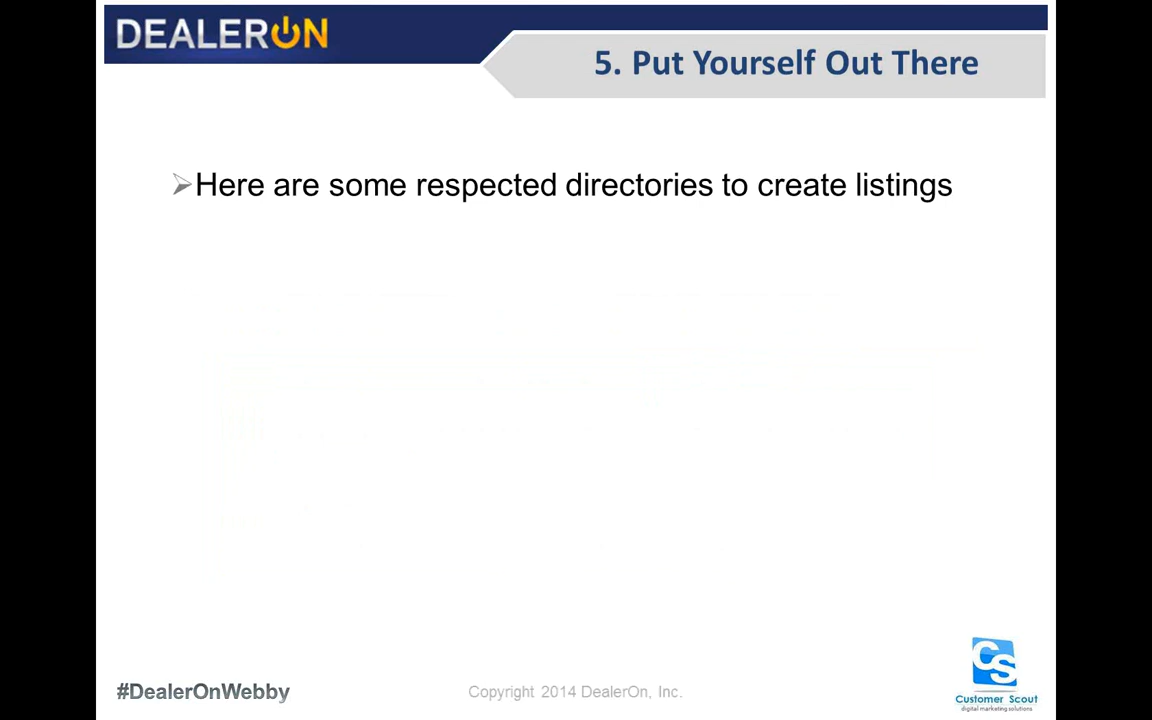 DEALERON
5. Put Yourself Out There
Here are some respected directories to create listings
CS
#DealerOnWebby
Copyright 2014 DealerOn, Inc.
Customer Scout
digital marketing solutions